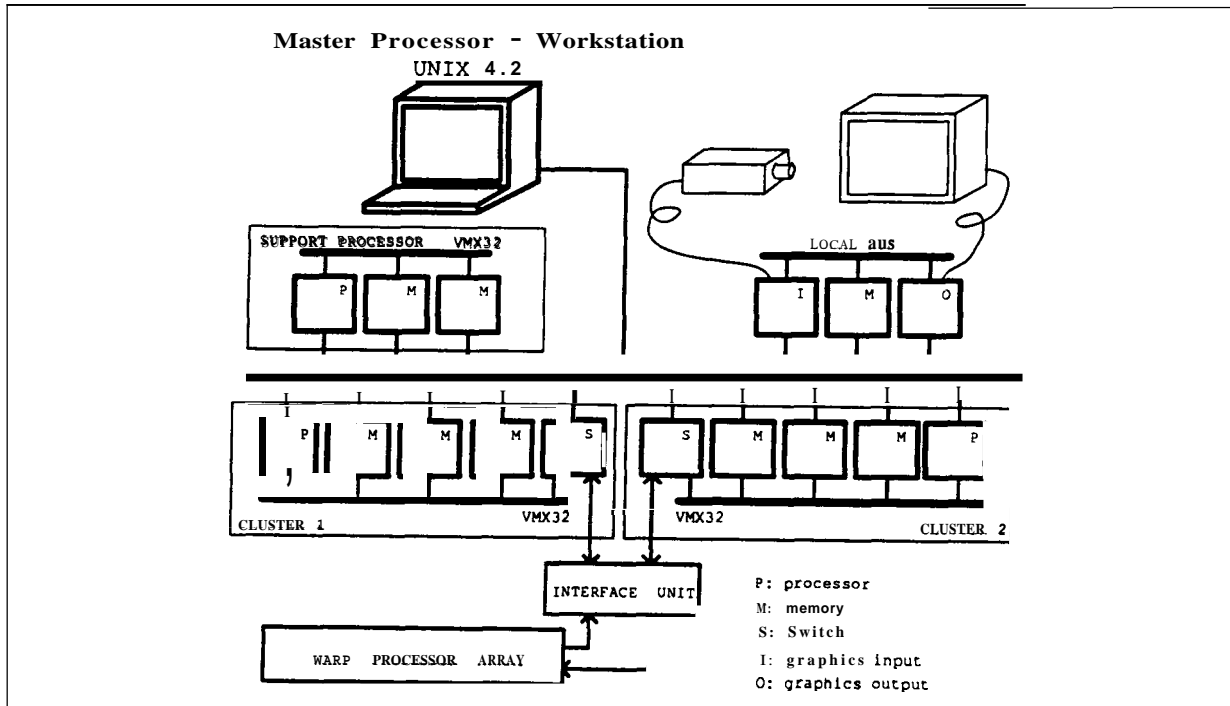 Master Processor - Workstation
UNIX 4.2
SUPPORT PROCESSOR VMX32
LOCAL aus
P M M
I M O
I I I I I I I I I
I
P M M M S
S M M M P
,
VMX32
VMX32
CLUSTER 1
CLUSTER 2
INTERFACE UNIT
WARP PROCESSOR ARRAY
P: processor
M: memory
S: Switch
I: graphics input
O: graphics output